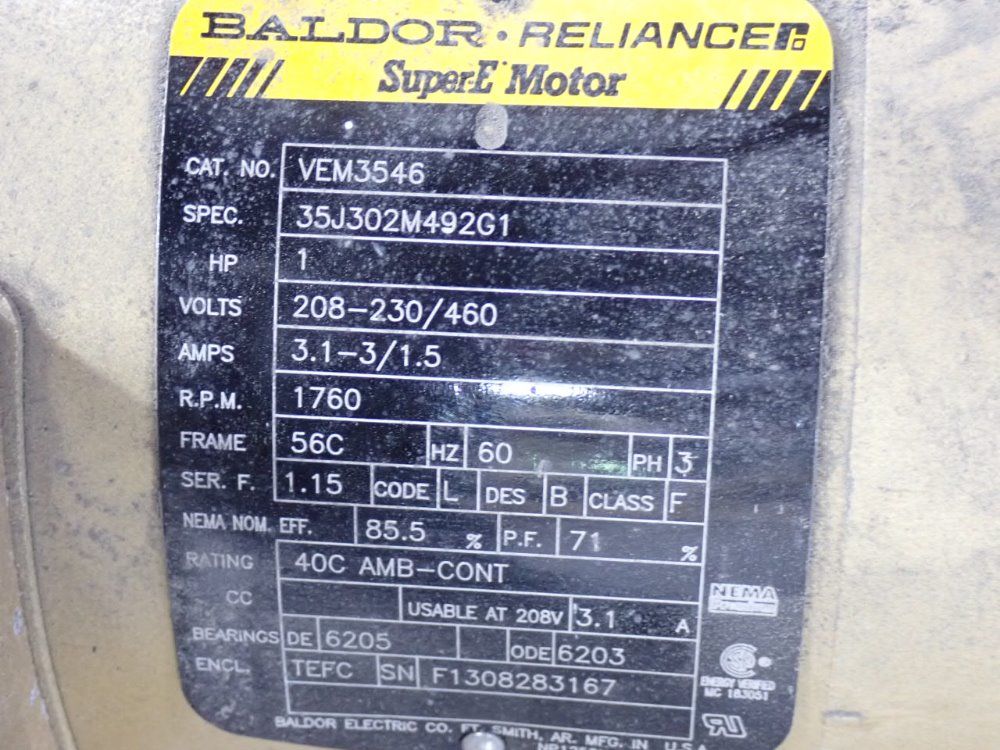 BALDOR · RELIANCER
Super-E Motor
CAT. NO. VEM3546
SPEC. 35J302M492G1
HP 1
VOLTS 208-230/460
AMPS 3.1-3/1.5
R.P.M. 1760
FRAME 56C HZ 60 PH 3
SER. F. 1.15 CODE L DES B CLASS F
NEMA NOM. EFF. 85.5 % P.F. 71 %
RATING 40C AMB-CONT
CC USABLE AT 208V 3.1 A
BEARINGS DE 6205 ODE 6203
ENCL. TEFC SN F1308283167
NEMA
ENERGY VERIFIED
MC 183051
BALDOR ELECTRIC CO. FT. SMITH, AR. MFG. IN U.S.A